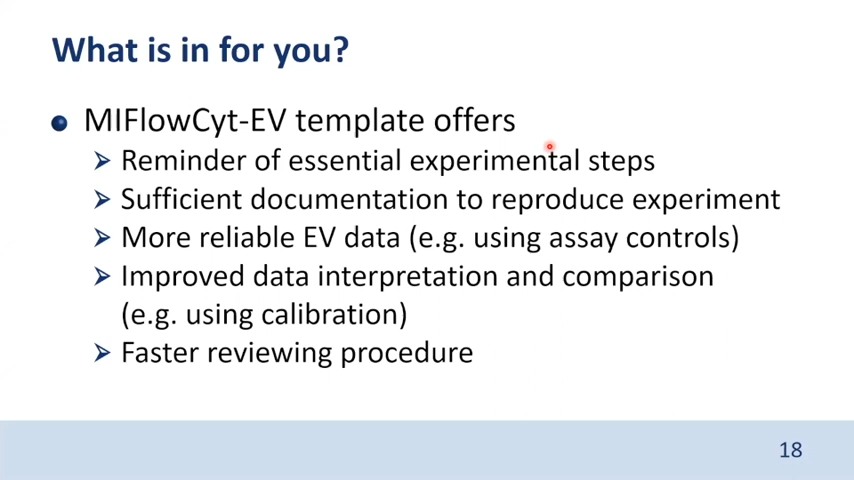 What is in for you?
MIFlowCyt-EV template offers
Reminder of essential experimental steps
Sufficient documentation to reproduce experiment
More reliable EV data (e.g. using assay controls)
Improved data interpretation and comparison
(e.g. using calibration)
Faster reviewing procedure
18